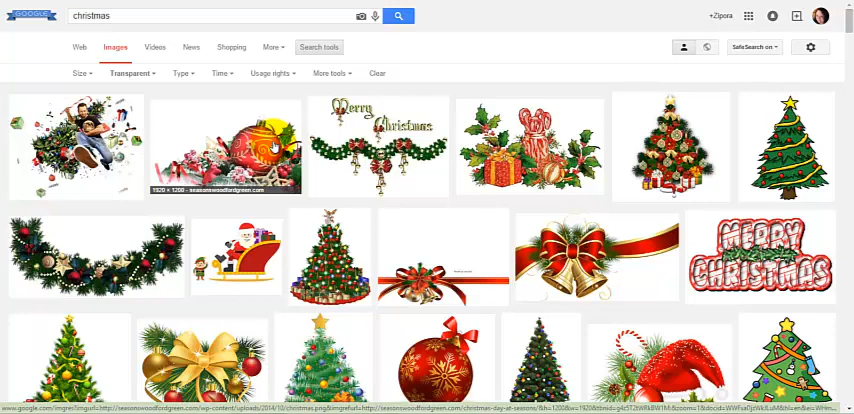 GOOGLE
christmas
+Zipora
Web Images Videos News Shopping More Search tools
SafeSearch on
Size Transparent Type Time Usage rights More tools Clear
Merry
Christmas
1920 × 1200 - seasonswoodfordgreen.com
MERRY
CHRISTMAS